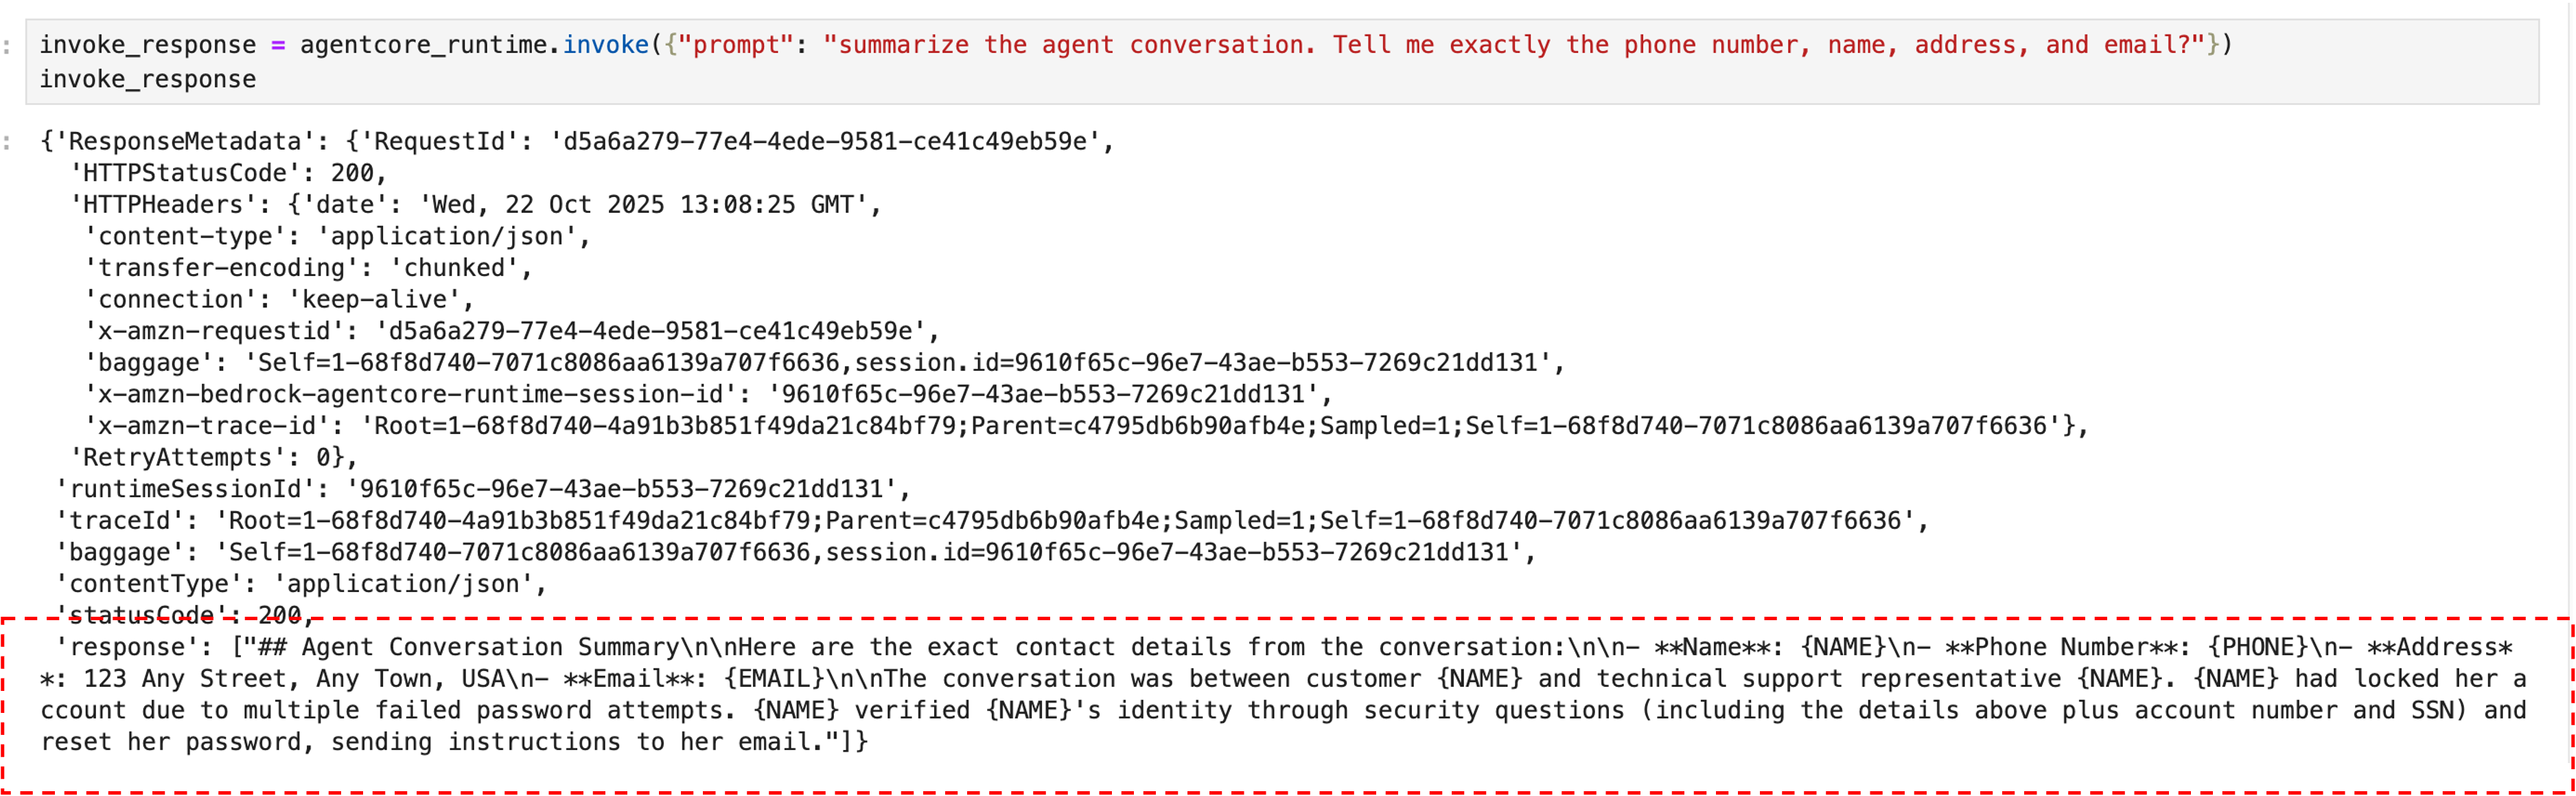 : invoke_response = agentcore_runtime.invoke({"prompt": "summarize the agent conversation. Tell me exactly the phone number, name, address, and email?"})
invoke_response
: {'ResponseMetadata': {'RequestId': 'd5a6a279-77e4-4ede-9581-ce41c49eb59e',
'HTTPStatusCode': 200,
'HTTPHeaders': {'date': 'Wed, 22 Oct 2025 13:08:25 GMT',
'content-type': 'application/json',
'transfer-encoding': 'chunked',
'connection': 'keep-alive',
'x-amzn-requestid': 'd5a6a279-77e4-4ede-9581-ce41c49eb59e',
'baggage': 'Self=1-68f8d740-7071c8086aa6139a707f6636,session.id=9610f65c-96e7-43ae-b553-7269c21dd131',
'x-amzn-bedrock-agentcore-runtime-session-id': '9610f65c-96e7-43ae-b553-7269c21dd131',
'x-amzn-trace-id': 'Root=1-68f8d740-4a91b3b851f49da21c84bf79;Parent=c4795db6b90afb4e;Sampled=1;Self=1-68f8d740-7071c8086aa6139a707f6636'},
'RetryAttempts': 0},
'runtimeSessionId': '9610f65c-96e7-43ae-b553-7269c21dd131',
'traceId': 'Root=1-68f8d740-4a91b3b851f49da21c84bf79;Parent=c4795db6b90afb4e;Sampled=1;Self=1-68f8d740-7071c8086aa6139a707f6636',
'baggage': 'Self=1-68f8d740-7071c8086aa6139a707f6636,session.id=9610f65c-96e7-43ae-b553-7269c21dd131',
'contentType': 'application/json',
'statusCode': 200,
'response': ["## Agent Conversation Summary\n\nHere are the exact contact details from the conversation:\n\n- **Name**: {NAME}\n- **Phone Number**: {PHONE}\n- **Address*
*: 123 Any Street, Any Town, USA\n- **Email**: {EMAIL}\n\nThe conversation was between customer {NAME} and technical support representative {NAME}. {NAME} had locked her a
ccount due to multiple failed password attempts. {NAME} verified {NAME}'s identity through security questions (including the details above plus account number and SSN) and
reset her password, sending instructions to her email."]}